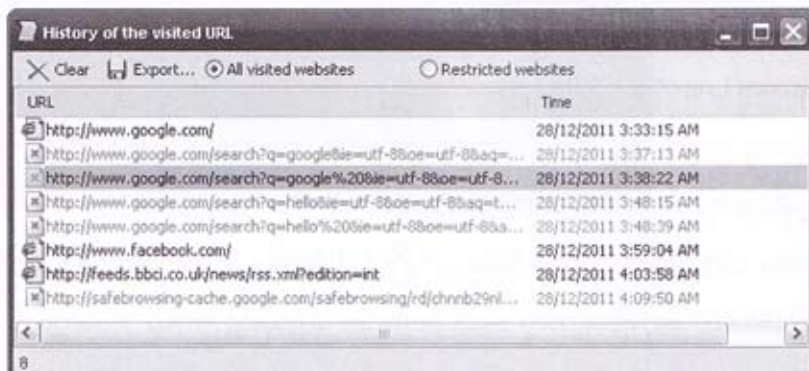 History of the visited URL
Clear Export... All visited websites Restricted websites
URL Time
http://www.google.com/ 28/12/2011 3:33:15 AM
http://www.google.com/search?q=google&ie=utf-8&oe=utf-8&aq=... 28/12/2011 3:37:13 AM
http://www.google.com/search?q=google%20&ie=utf-8&oe=utf-8... 28/12/2011 3:38:22 AM
http://www.google.com/search?q=hello&ie=utf-8&oe=utf-8&aq=t... 28/12/2011 3:48:15 AM
http://www.google.com/search?q=hello%20&ie=utf-8&oe=utf-8&a... 28/12/2011 3:48:39 AM
http://www.facebook.com/ 28/12/2011 3:59:04 AM
http://feeds.bbci.co.uk/news/rss.xml?edition=int 28/12/2011 4:03:58 AM
28/12/2011 4:09:50 AM
8